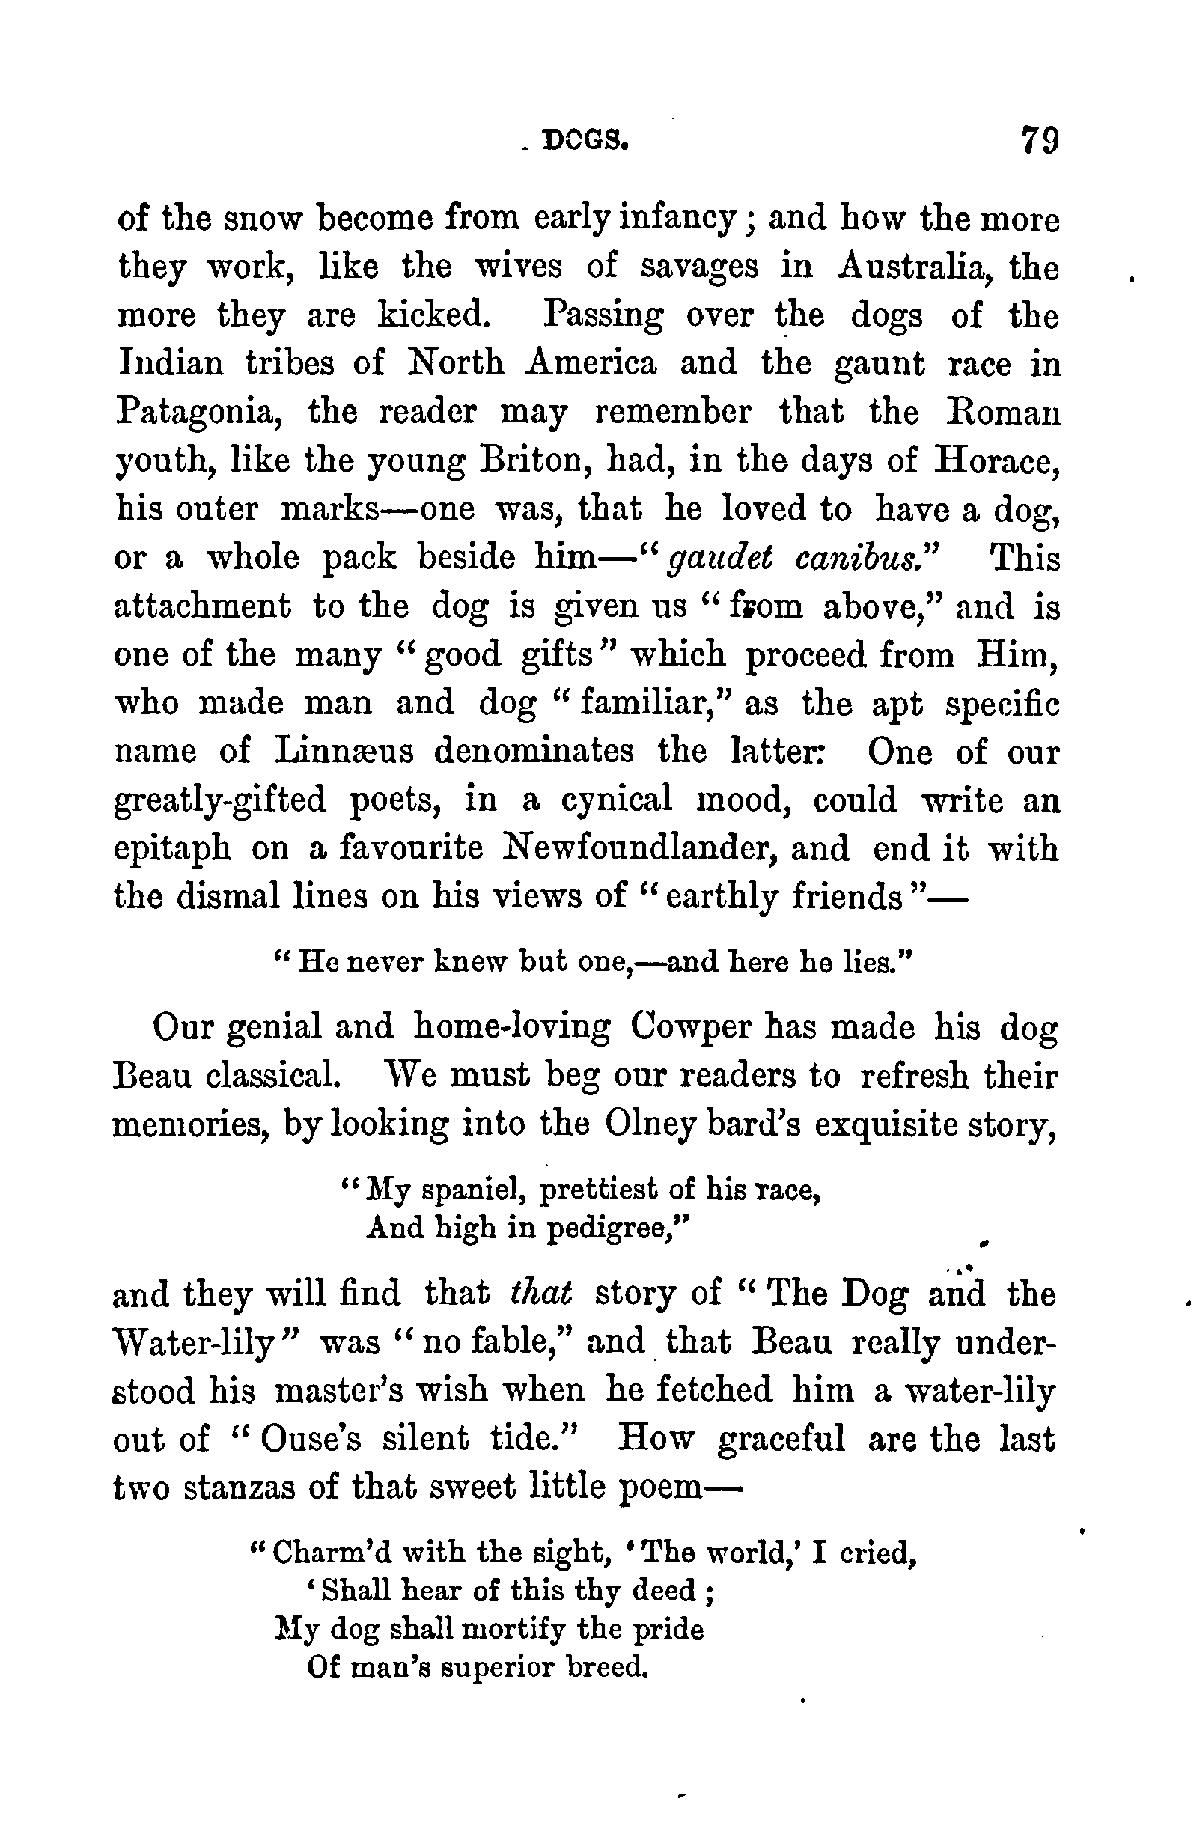 DOGS. 79
of the snow become from early infancy; and how the more
they work, like the wives of savages in Australia, the
more they are kicked. Passing over the dogs of the
Indian tribes of North America and the gaunt race in
Patagonia, the reader may remember that the Roman
youth, like the young Briton, had, in the days of Horace,
his outer marks—one was, that he loved to have a dog,
or a whole pack beside him—“gaudet canibus.” This
attachment to the dog is given us “from above,” and is
one of the many “good gifts” which proceed from Him,
who made man and dog “familiar,” as the apt specific
name of Linnæus denominates the latter: One of our
greatly-gifted poets, in a cynical mood, could write an
epitaph on a favourite Newfoundlander, and end it with
the dismal lines on his views of “earthly friends”—
“He never knew but one,—and here he lies.”
Our genial and home-loving Cowper has made his dog
Beau classical. We must beg our readers to refresh their
memories, by looking into the Olney bard’s exquisite story,
“My spaniel, prettiest of his race,
And high in pedigree,”
and they will find that that story of “The Dog and the
Water-lily” was “no fable,” and that Beau really under-
stood his master’s wish when he fetched him a water-lily
out of “Ouse’s silent tide.” How graceful are the last
two stanzas of that sweet little poem—
“Charm’d with the sight, ‘The world,’ I cried,
‘Shall hear of this thy deed;
My dog shall mortify the pride
Of man’s superior breed.